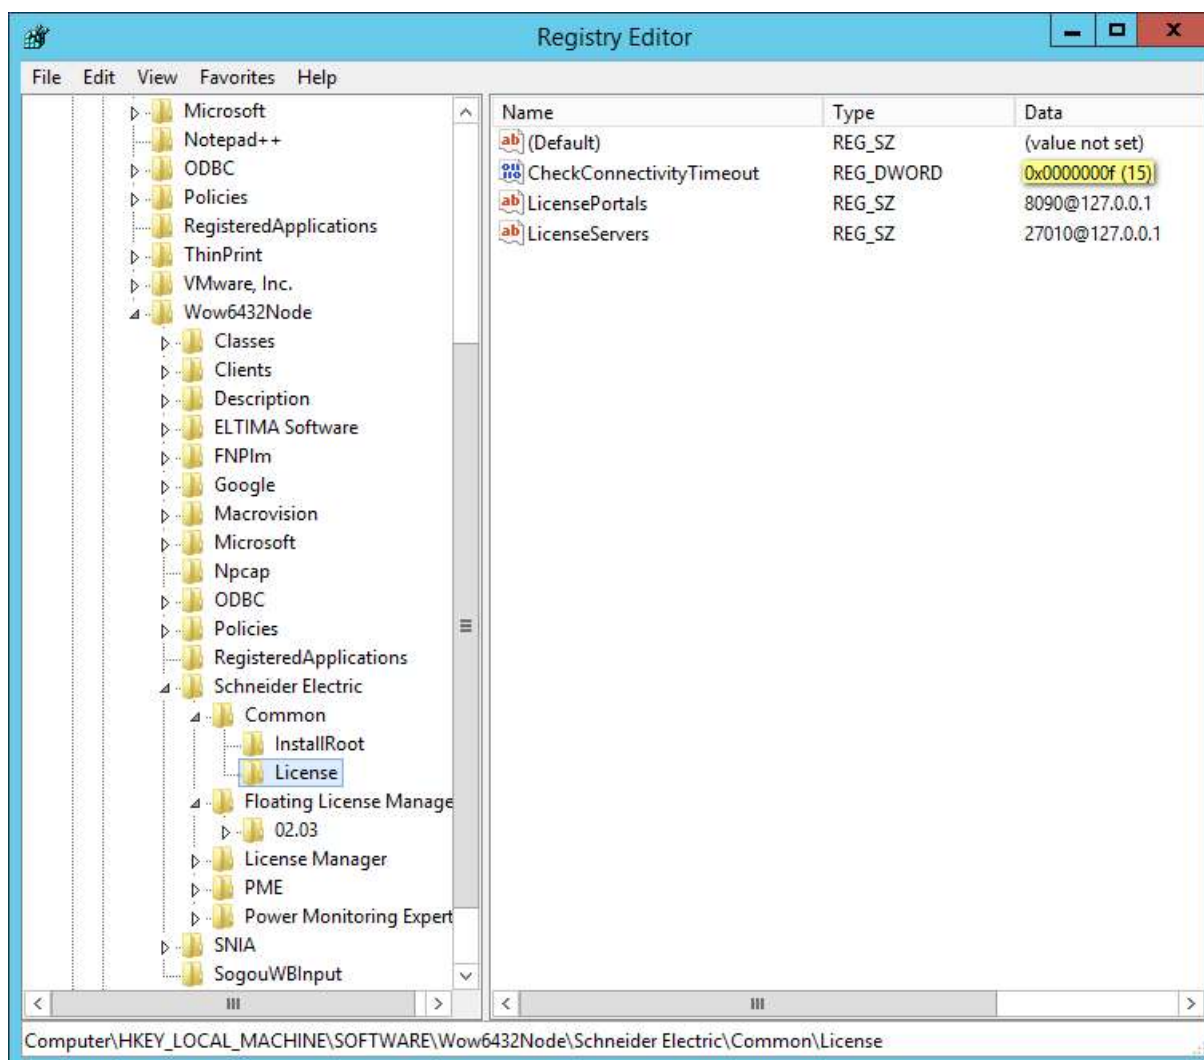 Registry Editor
File Edit View Favorites Help
Microsoft
Notepad++
ODBC
Policies
RegisteredApplications
ThinPrint
VMware, Inc.
Wow6432Node
Classes
Clients
Description
ELTIMA Software
FNPlm
Google
Macrovision
Microsoft
Npcap
ODBC
Policies
RegisteredApplications
Schneider Electric
Common
InstallRoot
License
Floating License Manage
02.03
License Manager
PME
Power Monitoring Expert
SNIA
SogouWBInput
Name Type Data
(Default) REG_SZ (value not set)
CheckConnectivityTimeout REG_DWORD 0x0000000f (15)
LicensePortals REG_SZ 8090@127.0.0.1
LicenseServers REG_SZ 27010@127.0.0.1
Computer\HKEY_LOCAL_MACHINE\SOFTWARE\Wow6432Node\Schneider Electric\Common\License